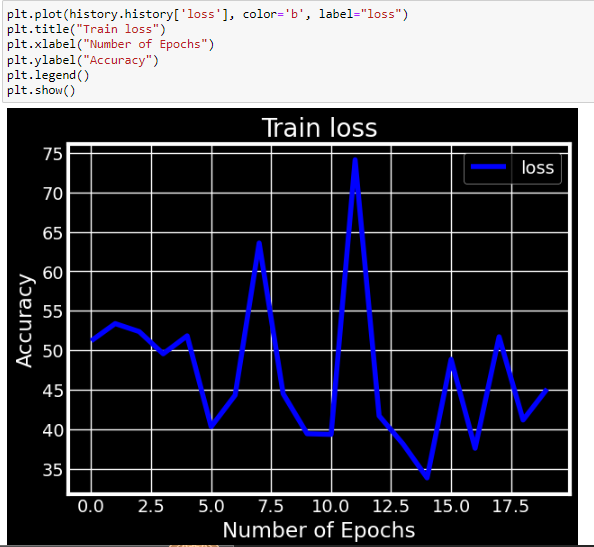 plt.plot(history.history['loss'], color='b', label="loss")
plt.title("Train loss")
plt.xlabel("Number of Epochs")
plt.ylabel("Accuracy")
plt.legend()
plt.show()
Train loss
loss
Accuracy
75
70
65
60
55
50
45
40
35
0.0 2.5 5.0 7.5 10.0 12.5 15.0 17.5
Number of Epochs